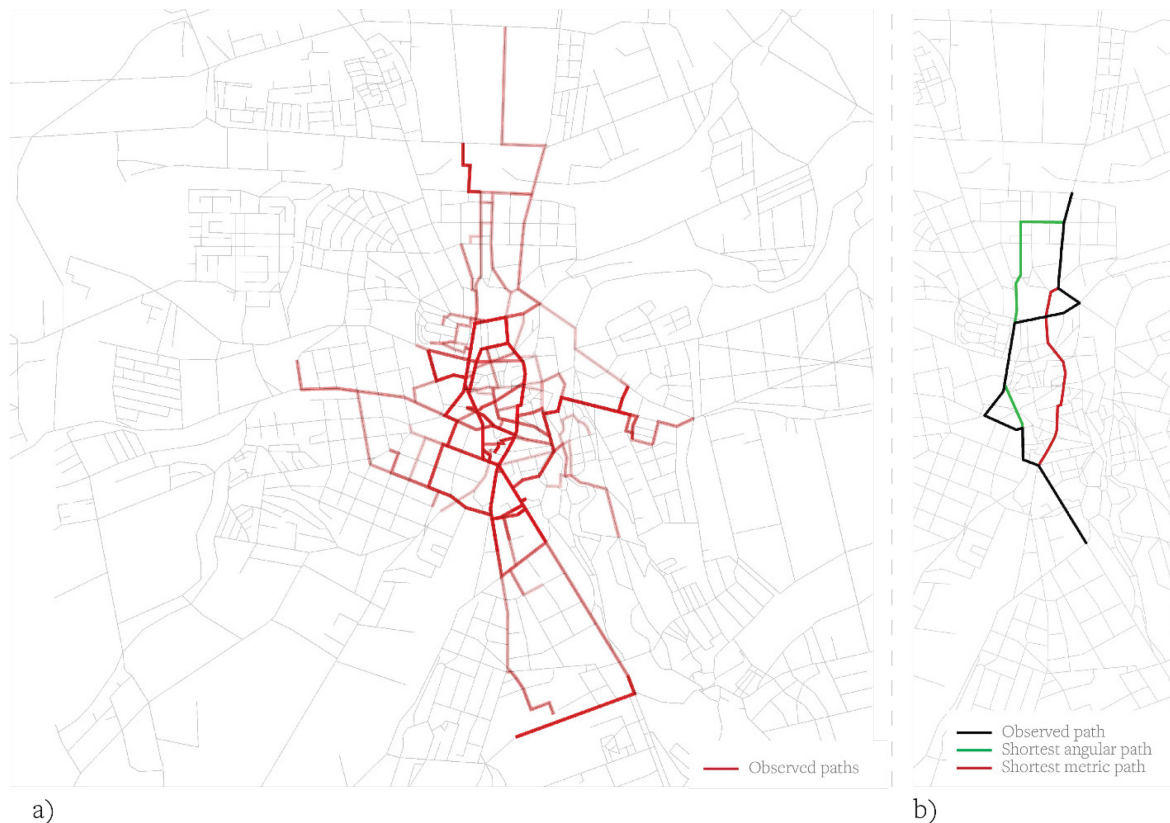 Observed paths
Observed path
Shortest angular path
Shortest metric path
a)
b)